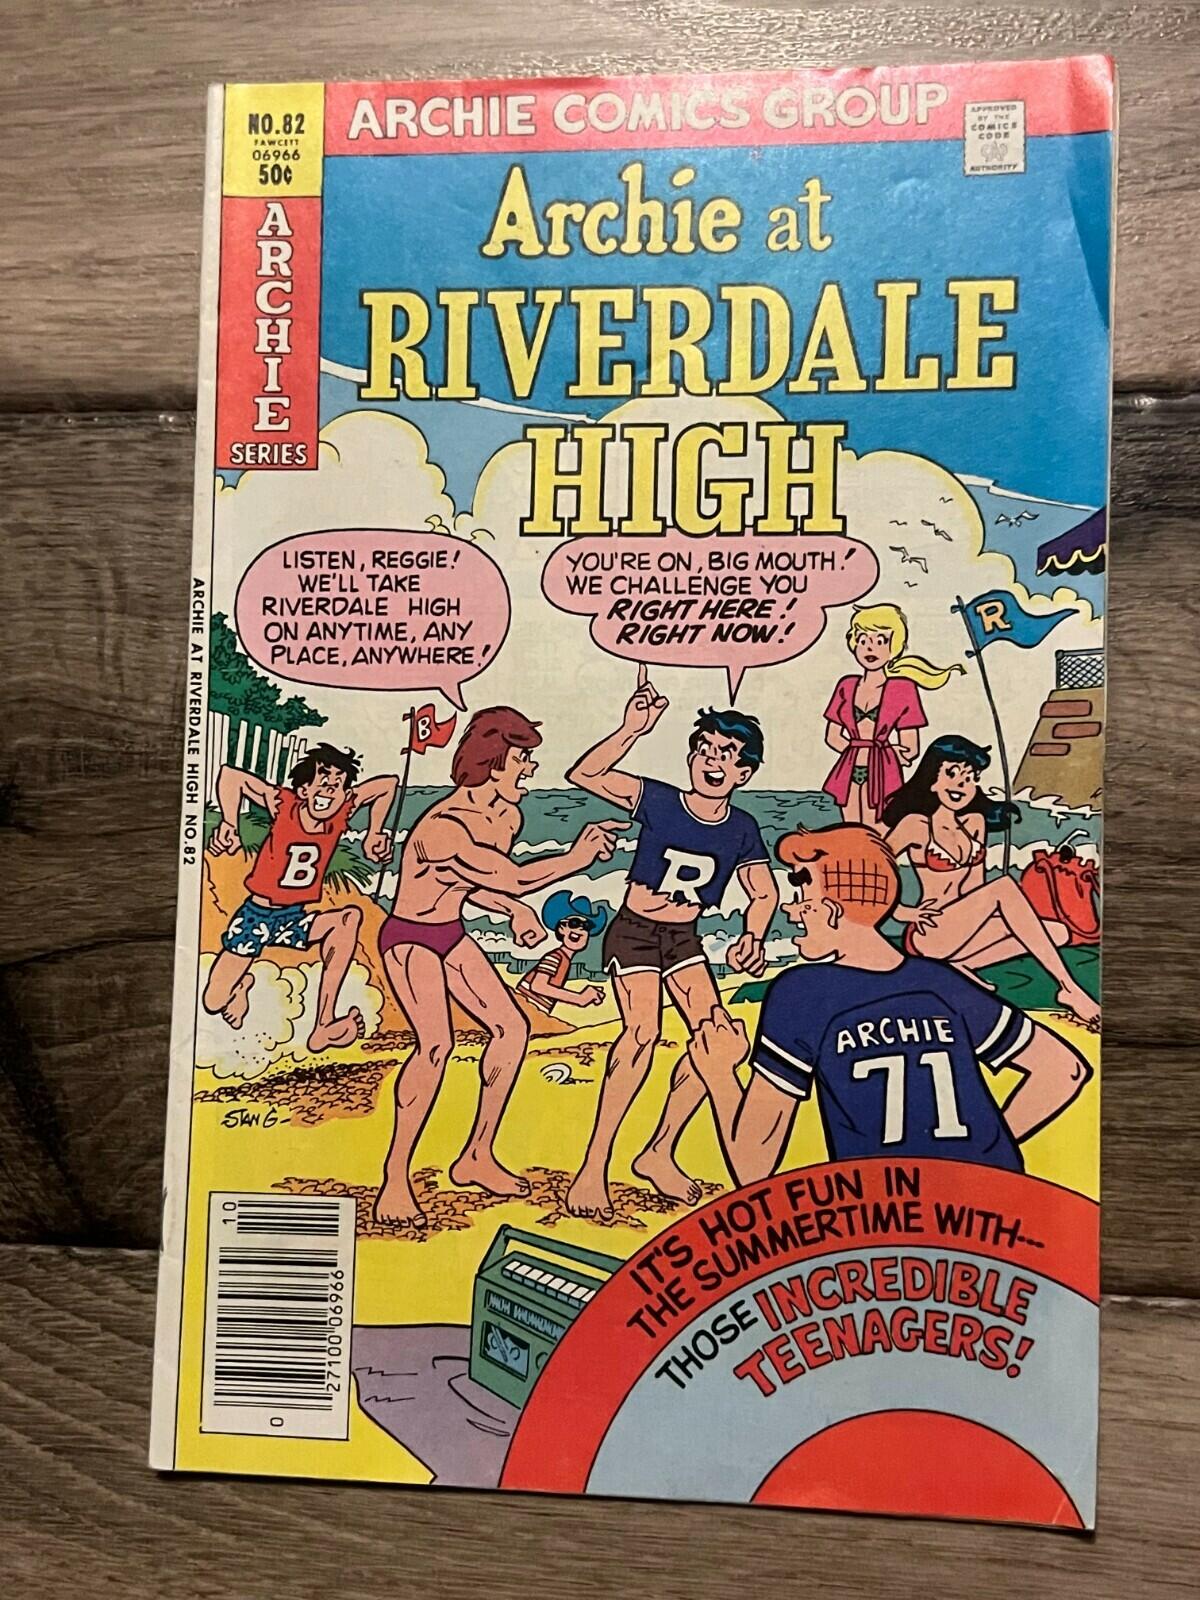 NO.82
FAWCETT
06966
50¢
ARCHIE
SERIES
ARCHIE COMICS GROUP
APPROVED
BY THE
COMICS
CODE
CA
AUTHORITY
Archie at
RIVERDALE
HIGH
LISTEN, REGGIE!
WE'LL TAKE
RIVERDALE HIGH
ON ANYTIME, ANY
PLACE, ANYWHERE!
YOU'RE ON, BIG MOUTH!
WE CHALLENGE YOU
RIGHT HERE!
RIGHT NOW!
R
B
B
R
ARCHIE
71
STAN G-
ARCHIE AT RIVERDALE HIGH NO.82
IT'S HOT FUN IN
THE SUMMERTIME WITH...
THOSE INCREDIBLE
TEENAGERS!
10
27100 06966
0